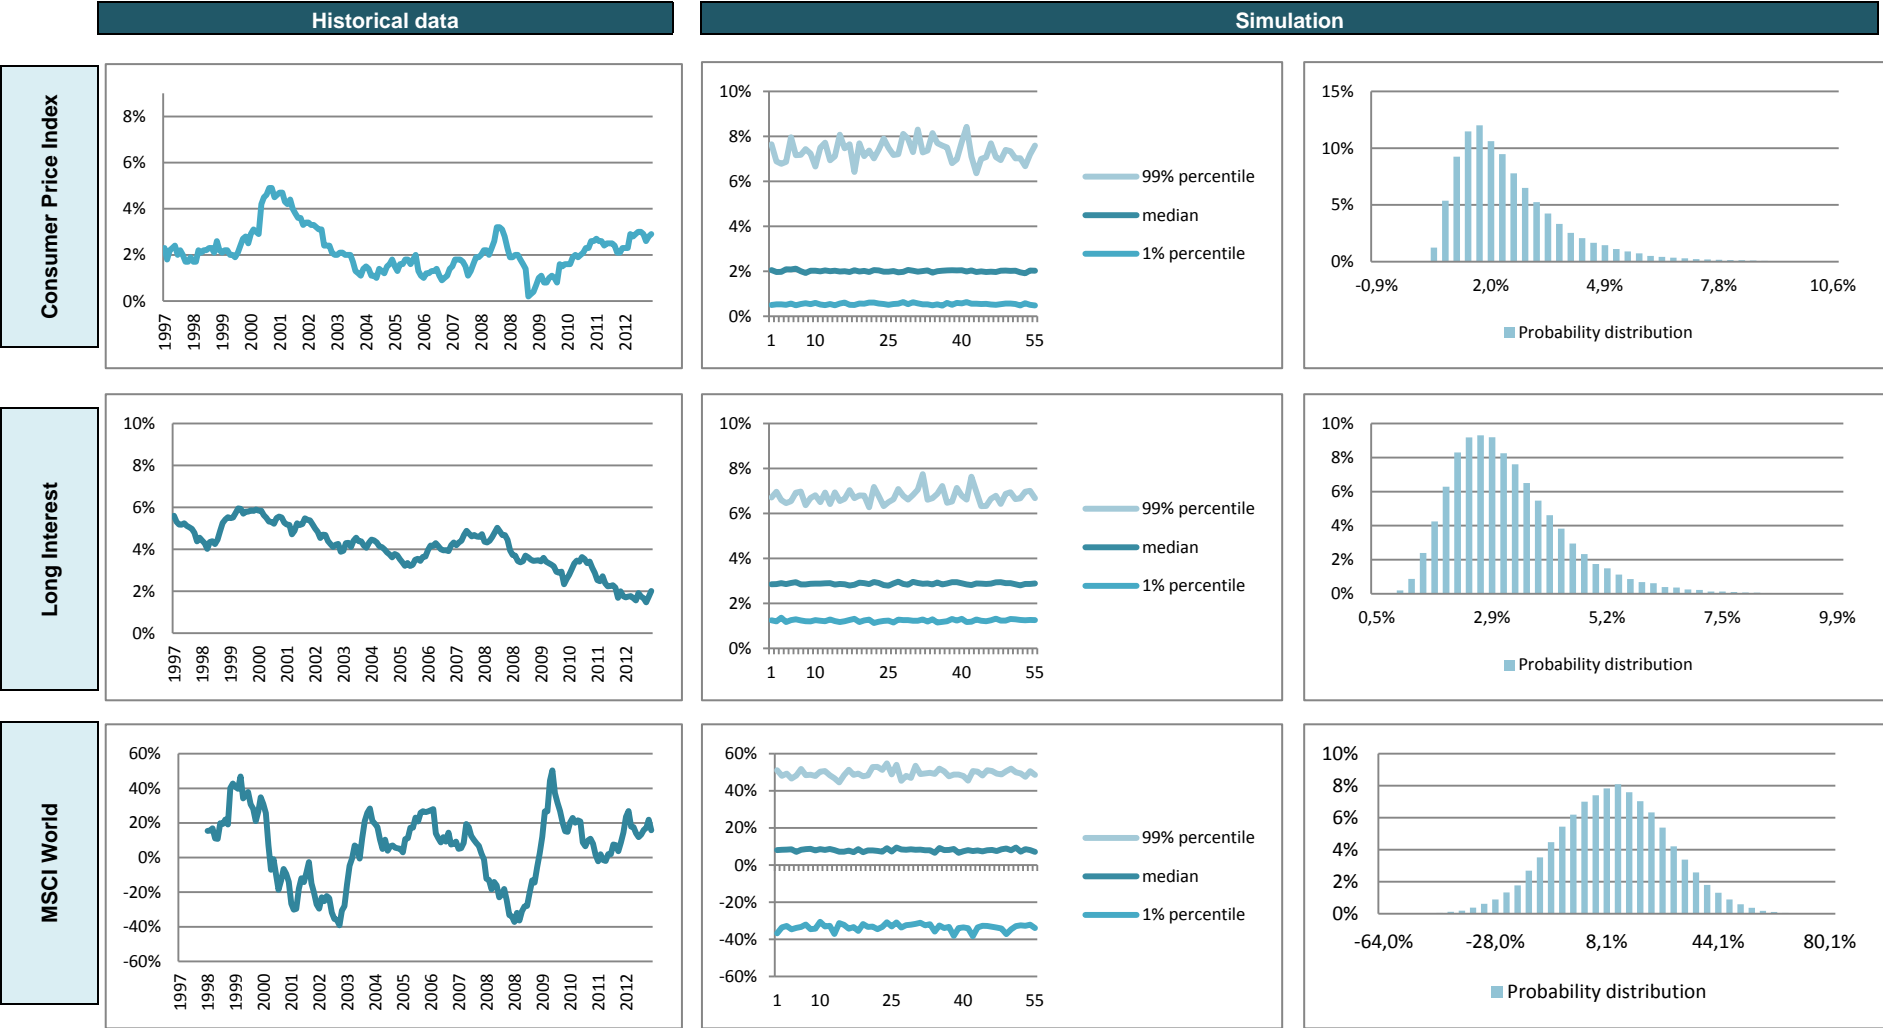 Historical data
Simulation
Consumer Price Index
8%
6%
4%
2%
0%
1997 1998 1999 2000 2001 2002 2003 2004 2005 2006 2007 2008 2008 2009 2010 2011 2012
10%
8%
6%
4%
2%
0%
1 10 25 40 55
99% percentile
median
1% percentile
15%
10%
5%
0%
-0,9% 2,0% 4,9% 7,8% 10,6%
Probability distribution
Long Interest
10%
8%
6%
4%
2%
0%
1997 1998 1999 2000 2001 2002 2003 2004 2005 2006 2007 2008 2008 2009 2010 2011 2012
10%
8%
6%
4%
2%
0%
1 10 25 40 55
99% percentile
median
1% percentile
10%
8%
6%
4%
2%
0%
0,5% 2,9% 5,2% 7,5% 9,9%
Probability distribution
MSCI World
60%
40%
20%
0%
-20%
-40%
-60%
1997 1998 1999 2000 2001 2002 2003 2004 2005 2006 2007 2008 2008 2009 2010 2011 2012
60%
40%
20%
0%
-20%
-40%
-60%
1 10 25 40 55
99% percentile
median
1% percentile
10%
8%
6%
4%
2%
0%
-64,0% -28,0% 8,1% 44,1% 80,1%
Probability distribution